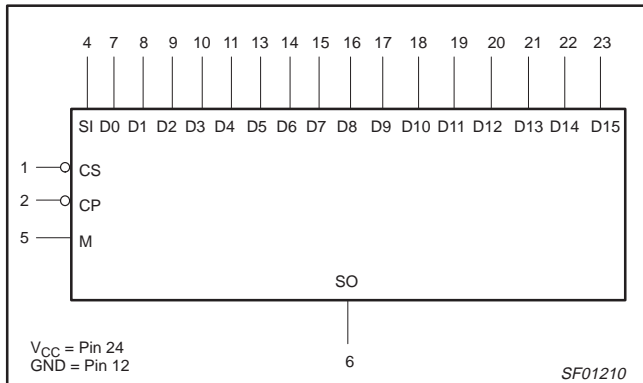 4 7 8 9 10 11 13 14 15 16 17 18 19 20 21 22 23
SI D0 D1 D2 D3 D4 D5 D6 D7 D8 D9 D10 D11 D12 D13 D14 D15
1 CS
2 CP
5 M
SO
6
VCC = Pin 24
GND = Pin 12
SF01210